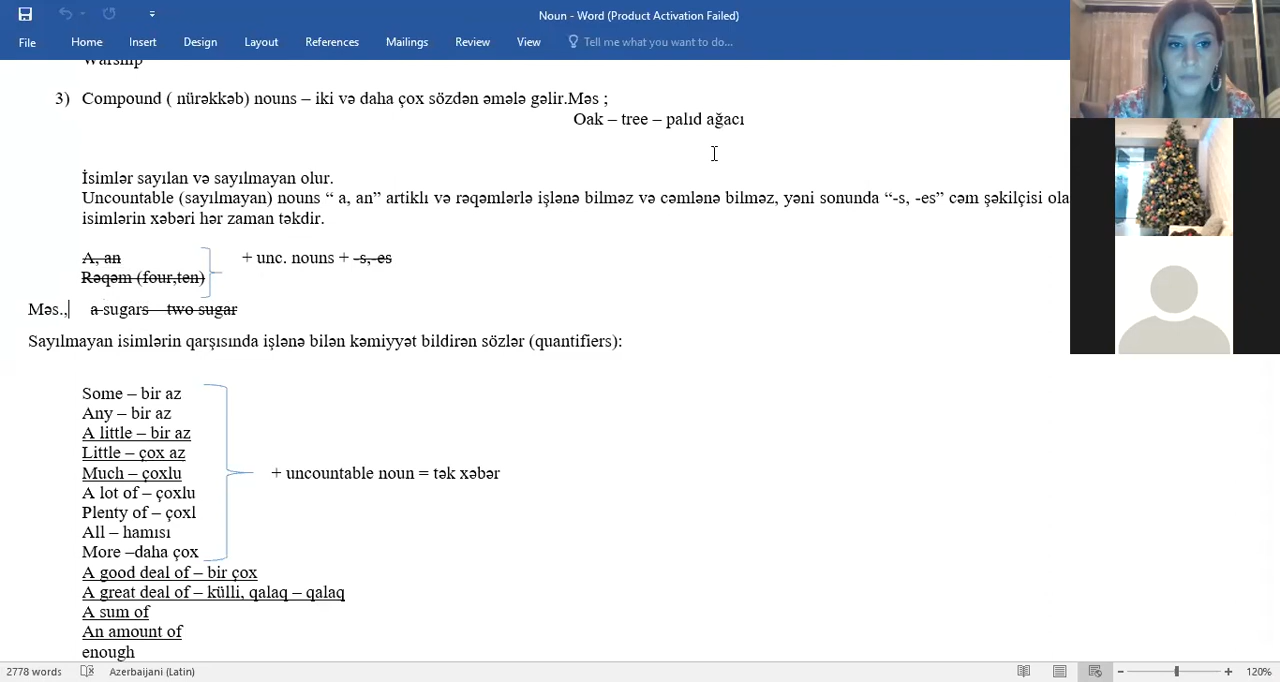 Noun - Word (Product Activation Failed)
File Home Insert Design Layout References Mailings Review View Tell me what you want to do...
Warship
3) Compound ( nürəkkəb) nouns – iki və daha çox sözdən əmələ gəlir.Məs ;
Oak – tree – palıd ağacı
İsimlər sayılan və sayılmayan olur.
Uncountable (sayılmayan) nouns “ a, an” artiklı və rəqəmlərlə işlənə bilməz və cəmlənə bilməz, yəni sonunda “-s, -es” cəm şəkilçisi ola
isimlərin xəbəri hər zaman təkdir.
A, an + unc. nouns + -s,-es
Rəqəm (four,ten)
Məs., a sugars – two sugar
Sayılmayan isimlərin qarşısında işlənə bilən kəmiyyət bildirən sözlər (quantifiers):
Some – bir az
Any – bir az
A little – bir az
Little – çox az
Much – çoxlu + uncountable noun = tək xəbər
A lot of – çoxlu
Plenty of – çoxl
All – hamısı
More –daha çox
A good deal of – bir çox
A great deal of – külli, qalaq – qalaq
A sum of
An amount of
enough
2778 words Azerbaijani (Latin) 120%